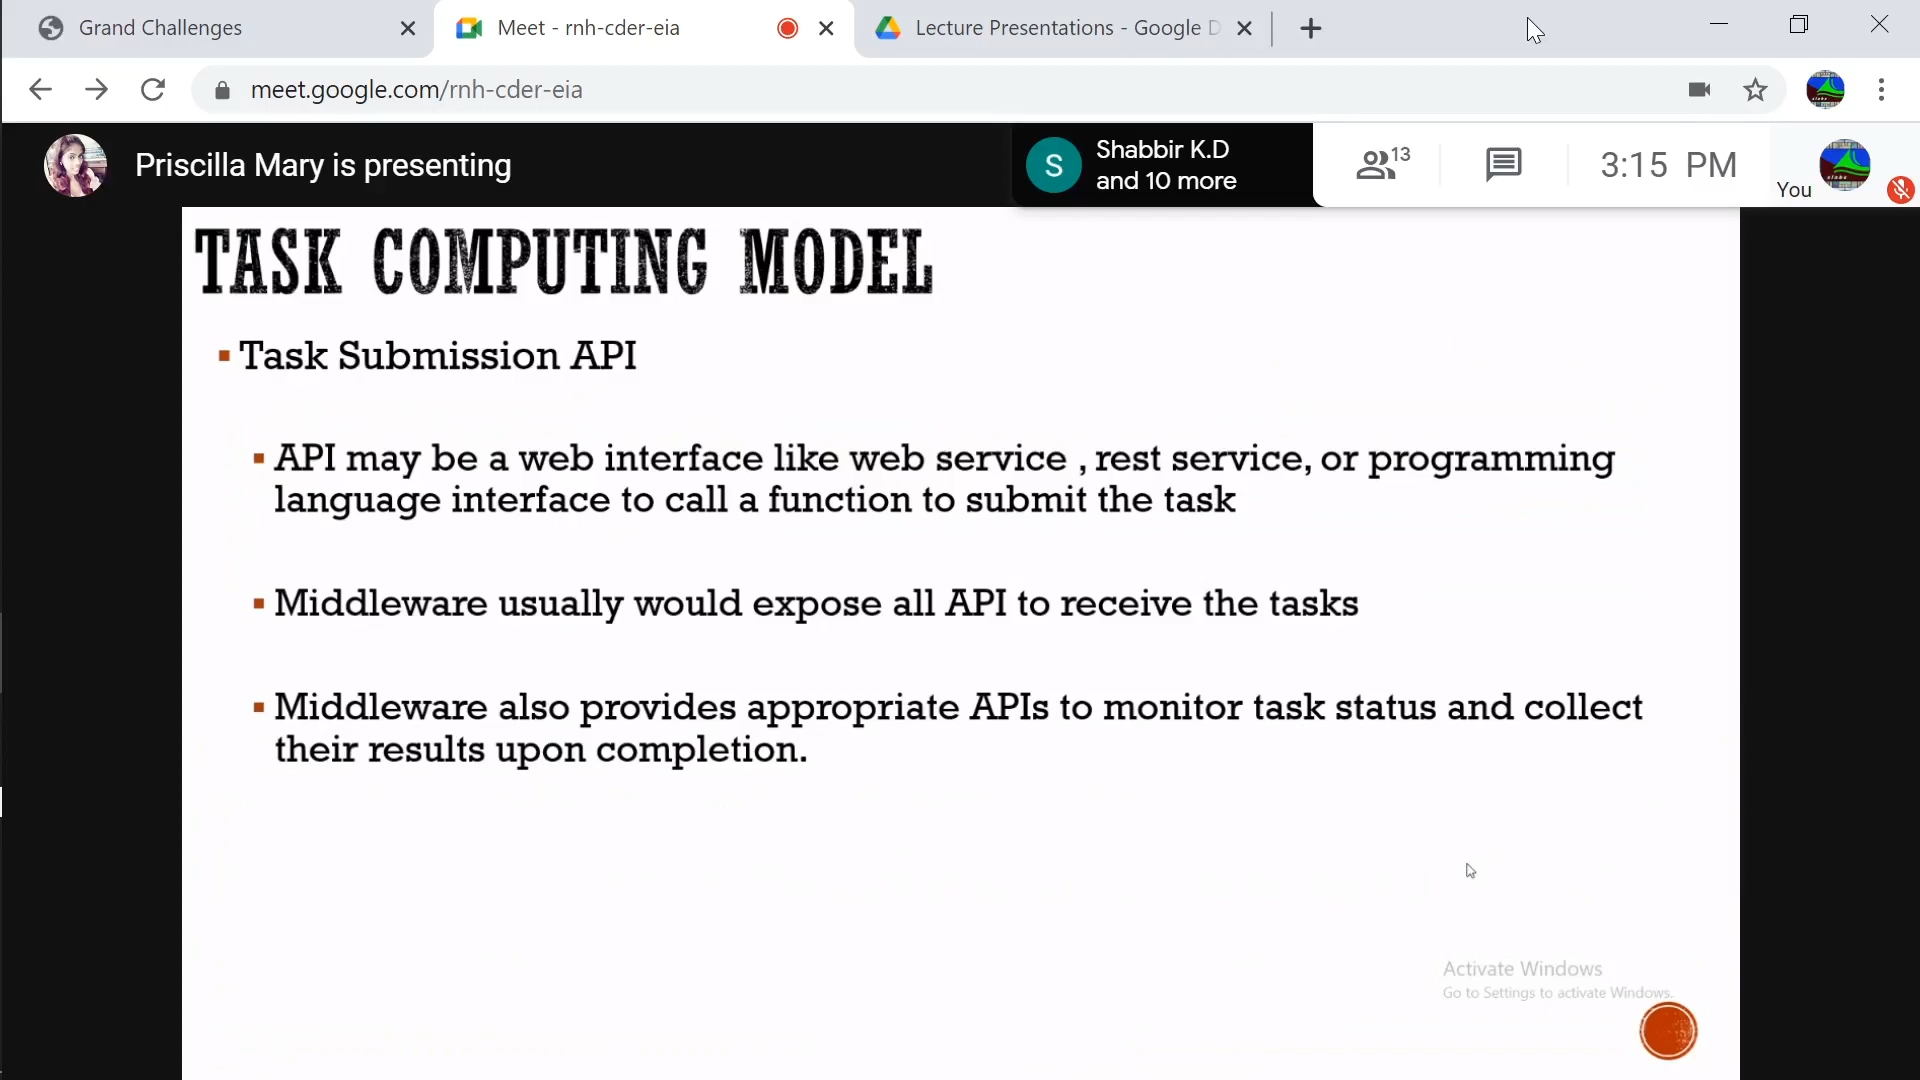 Grand Challenges
Meet - rnh-cder-eia
Lecture Presentations - Google D
meet.google.com/rnh-cder-eia
Priscilla Mary is presenting
S
Shabbir K.D
and 10 more
13
3:15 PM
You
TASK COMPUTING MODEL
Task Submission API
API may be a web interface like web service , rest service, or programming
language interface to call a function to submit the task
Middleware usually would expose all API to receive the tasks
Middleware also provides appropriate APIs to monitor task status and collect
their results upon completion.
Activate Windows
Go to Settings to activate Windows.